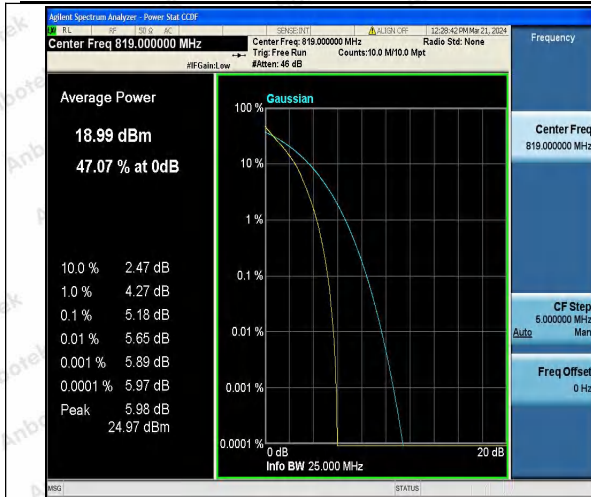 Agilent Spectrum Analyzer - Power Stat CCDF
RL RF 50 Ω AC SENSE:INT ALIGN OFF 12:28:42 PM Mar 21, 2024
Center Freq 819.000000 MHz
Center Freq: 819.000000 MHz Radio Std: None
Trig: Free Run Counts:10.0 M/10.0 Mpt
#IFGain:Low #Atten: 46 dB
Frequency
Average Power
18.99 dBm
47.07 % at 0dB
10.0 % 2.47 dB
1.0 % 4.27 dB
0.1 % 5.18 dB
0.01 % 5.65 dB
0.001 % 5.89 dB
0.0001 % 5.97 dB
Peak 5.98 dB
24.97 dBm
Gaussian
100 %
10 %
1 %
0.1 %
0.01 %
0.001 %
0.0001 %
0 dB 20 dB
Info BW 25.000 MHz
Center Freq
819.000000 MHz
CF Step
5.000000 MHz
Auto Man
Freq Offset
0 Hz
MSG STATUS